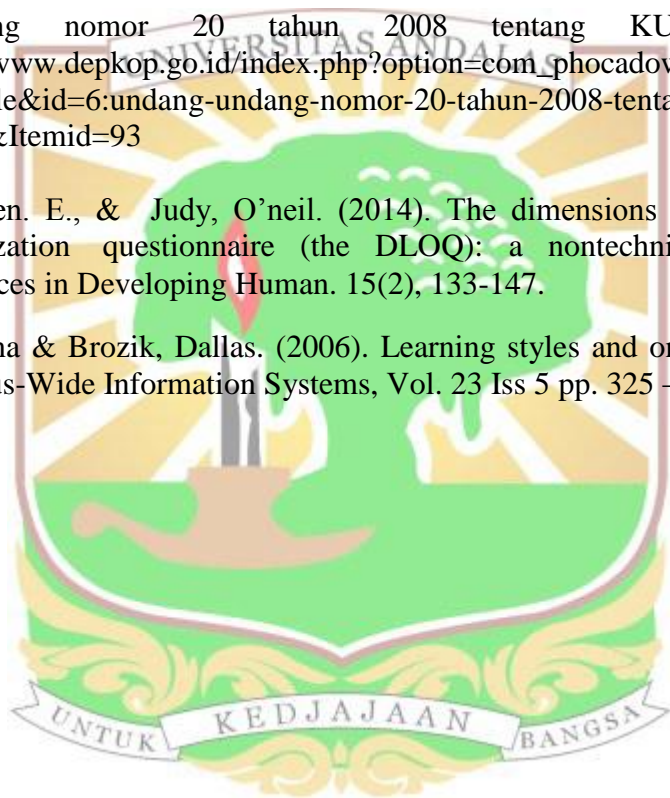 ng nomor 20 tahun 2008 tentang KU
UNIVERSITAS ANDALAS
www.depkop.go.id/index.php?option=com_phocadov
le&id=6:undang-undang-nomor-20-tahun-2008-tenta
&Itemid=93
en. E., & Judy, O’neil. (2014). The dimensions
zation questionnaire (the DLOQ): a nontechni
ces in Developing Human. 15(2), 133-147.
na & Brozik, Dallas. (2006). Learning styles and or
us-Wide Information Systems, Vol. 23 Iss 5 pp. 325 –
UNTUK KEDJAJAAN BANGSA